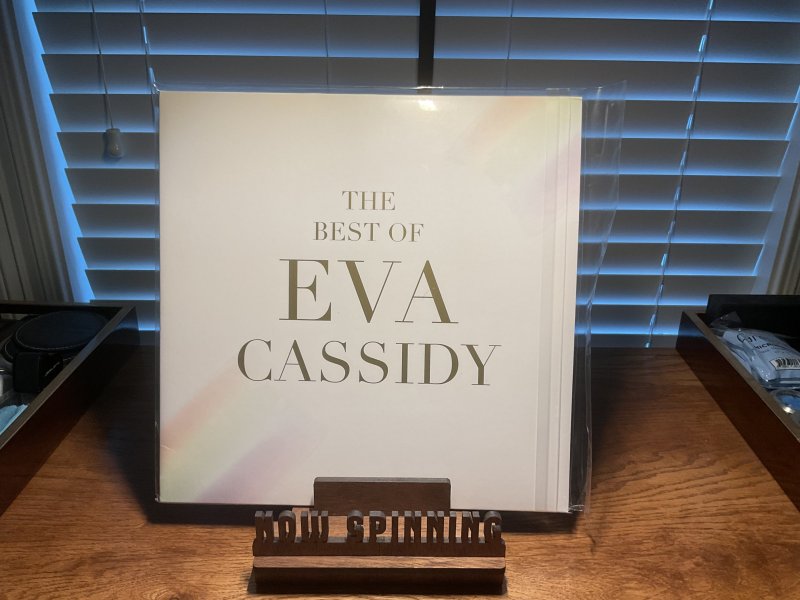 THE
BEST OF
EVA
CASSIDY
NOW SPINNING